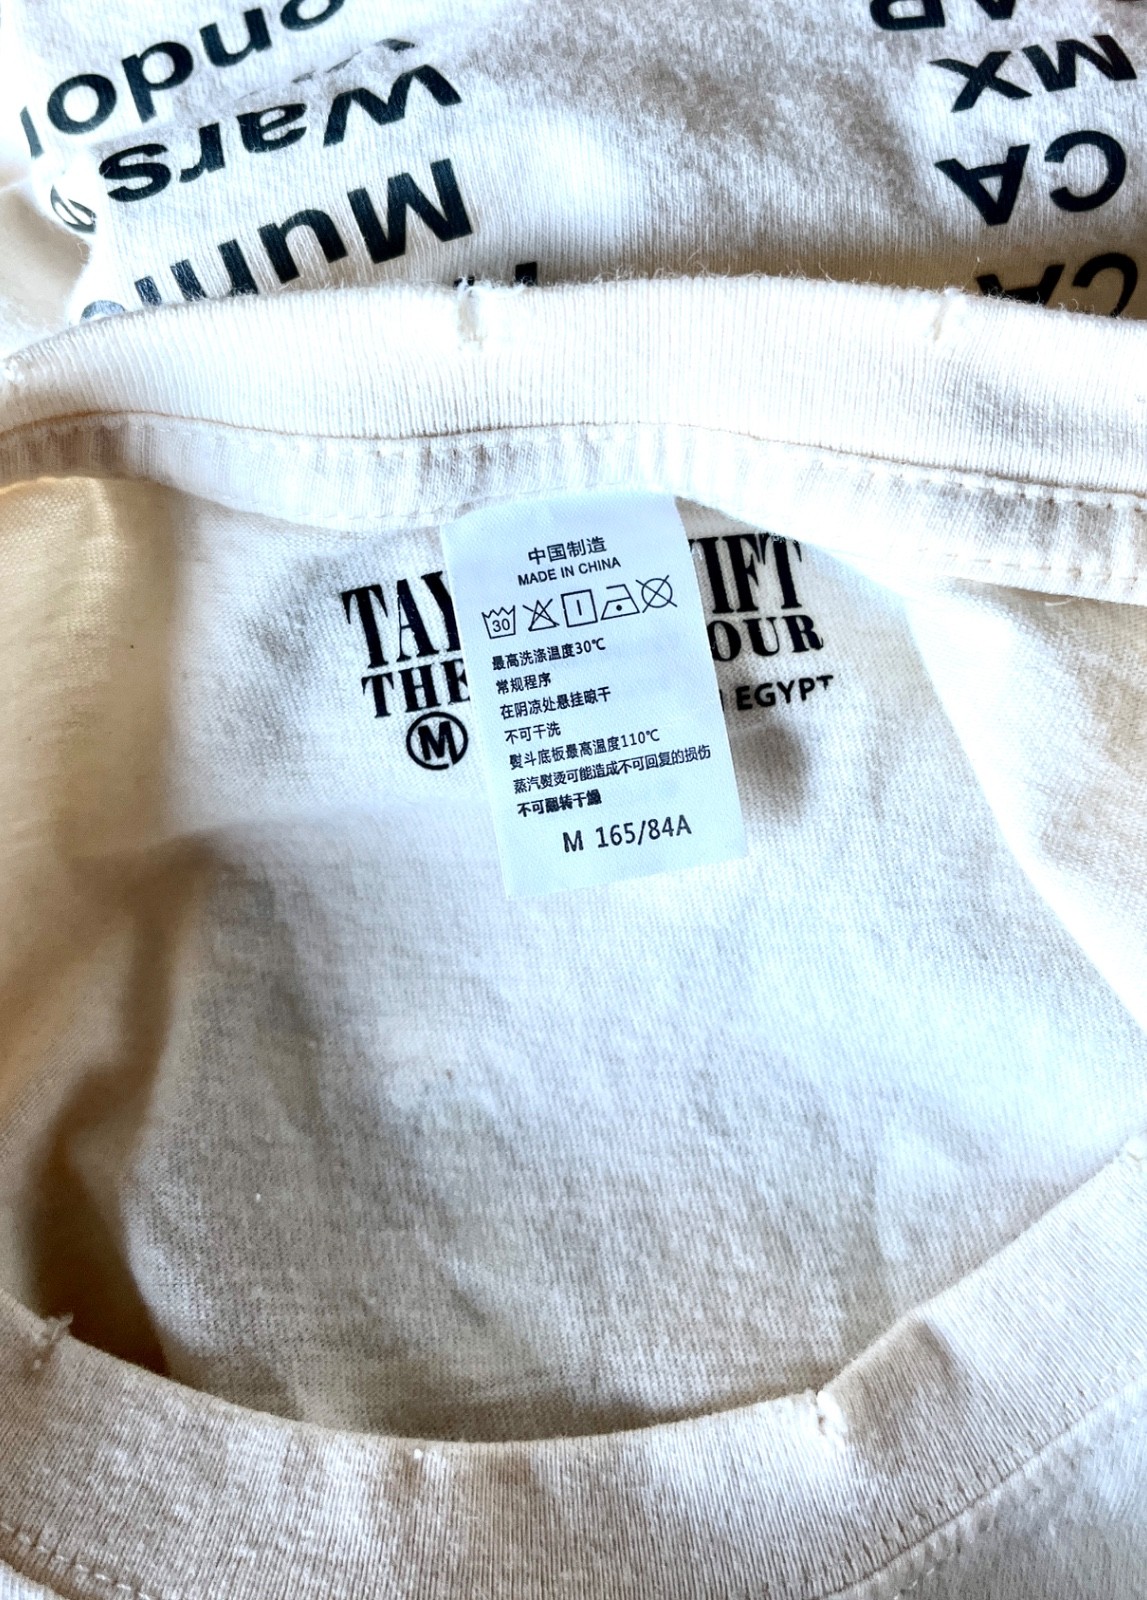 ondo
Wars
Mun
AR
MX
CA
CA
中国制造
MADE IN CHINA
30
最高洗涤温度30℃
常规程序
在阴凉处悬挂晾干
不可干洗
熨斗底板最高温度110℃
蒸汽熨烫可能造成不可回复的损伤
不可翻转干燥
M 165/84A
TAY IFT
THE OUR
M EGYPT